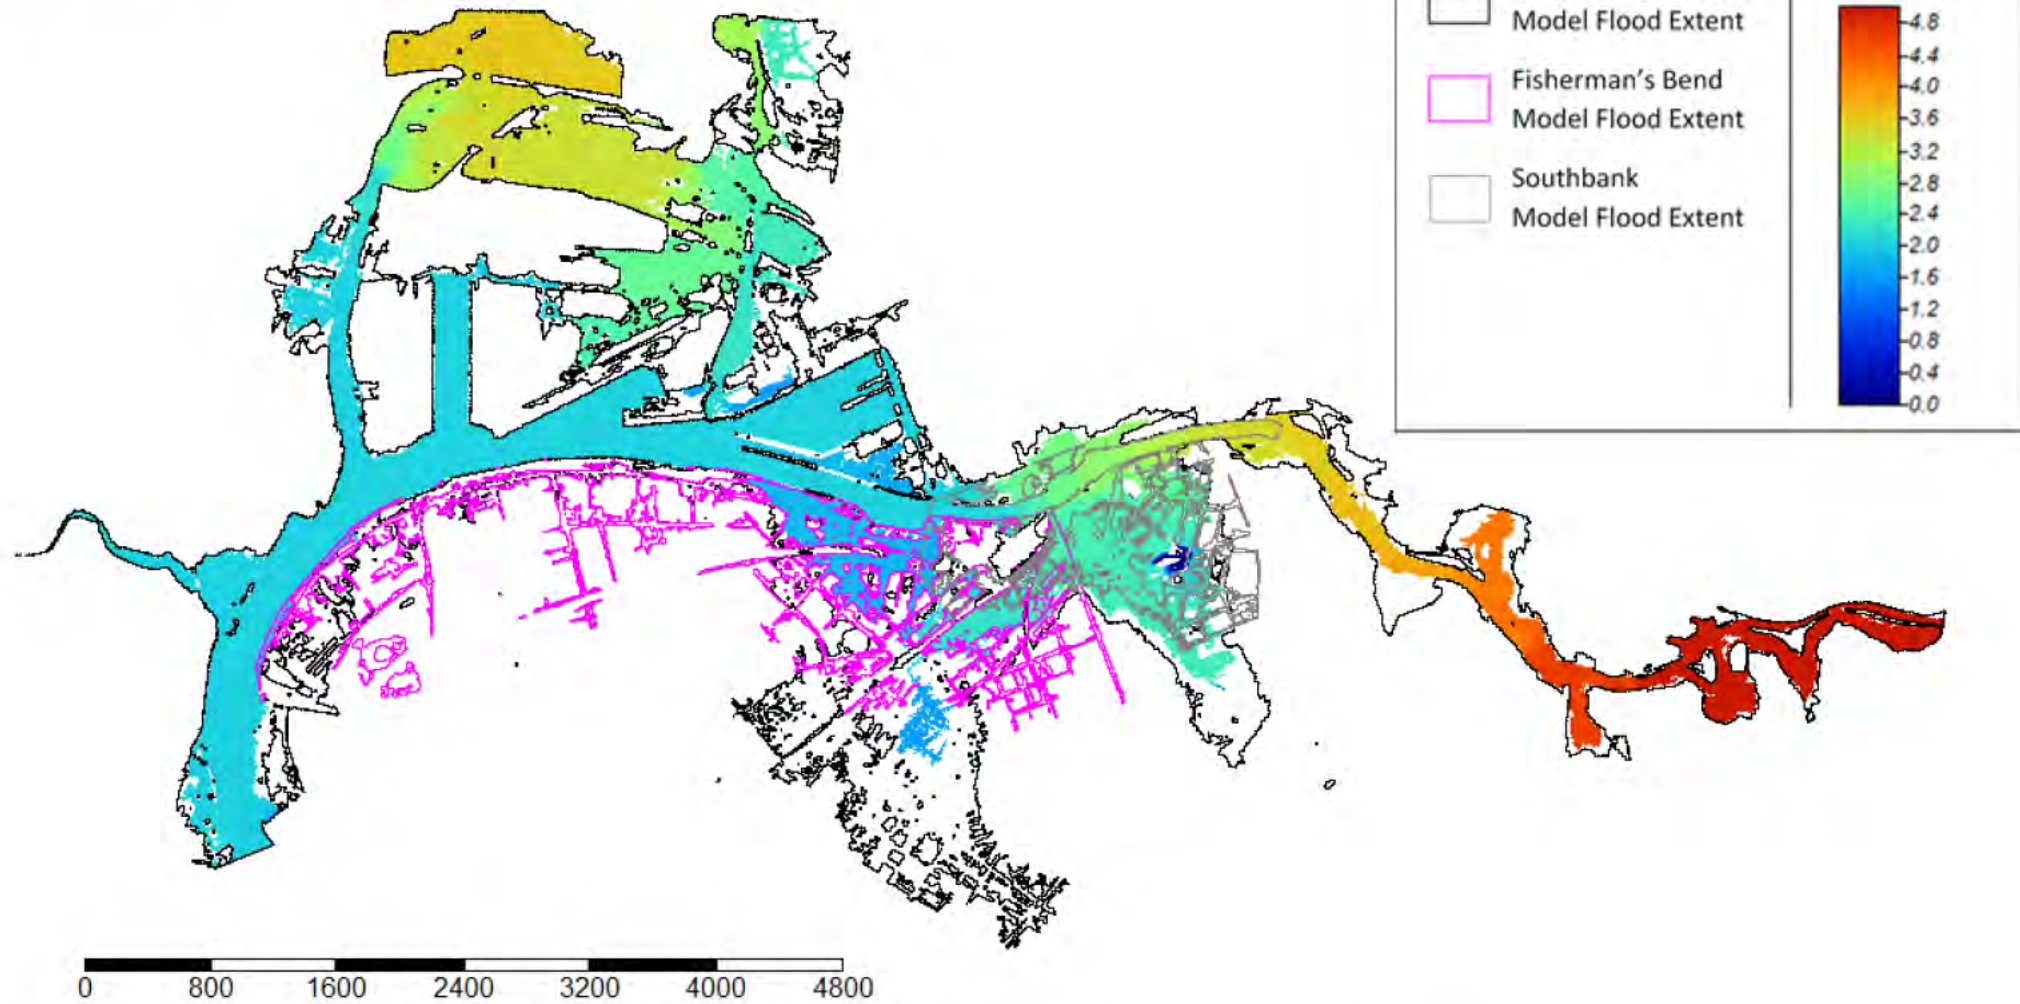 Model Flood Extent
Fisherman's Bend
Model Flood Extent
Southbank
Model Flood Extent
4.8
4.4
4.0
3.6
3.2
2.8
2.4
2.0
1.6
1.2
0.8
0.4
0.0
0 800 1600 2400 3200 4000 4800